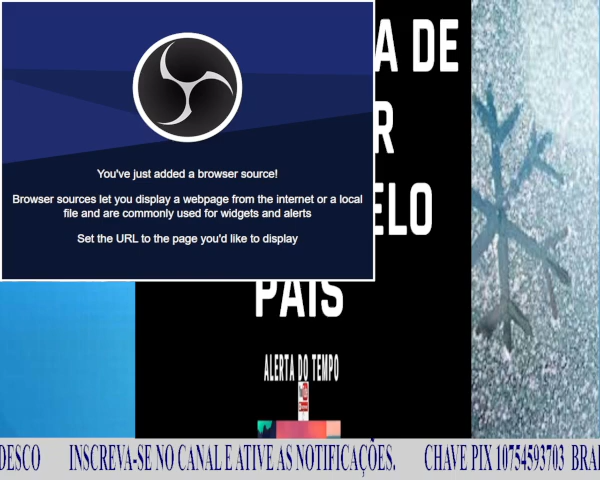 You've just added a browser source!
Browser sources let you display a webpage from the internet or a local
file and are commonly used for widgets and alerts
Set the URL to the page you'd like to display
A DE
R
ELO
PAÍS
ALERTA DO TEMPO
DESCO INSCREVA-SE NO CANAL E ATIVE AS NOTIFICAÇÕES. CHAVE PIX 10754593703 BRA